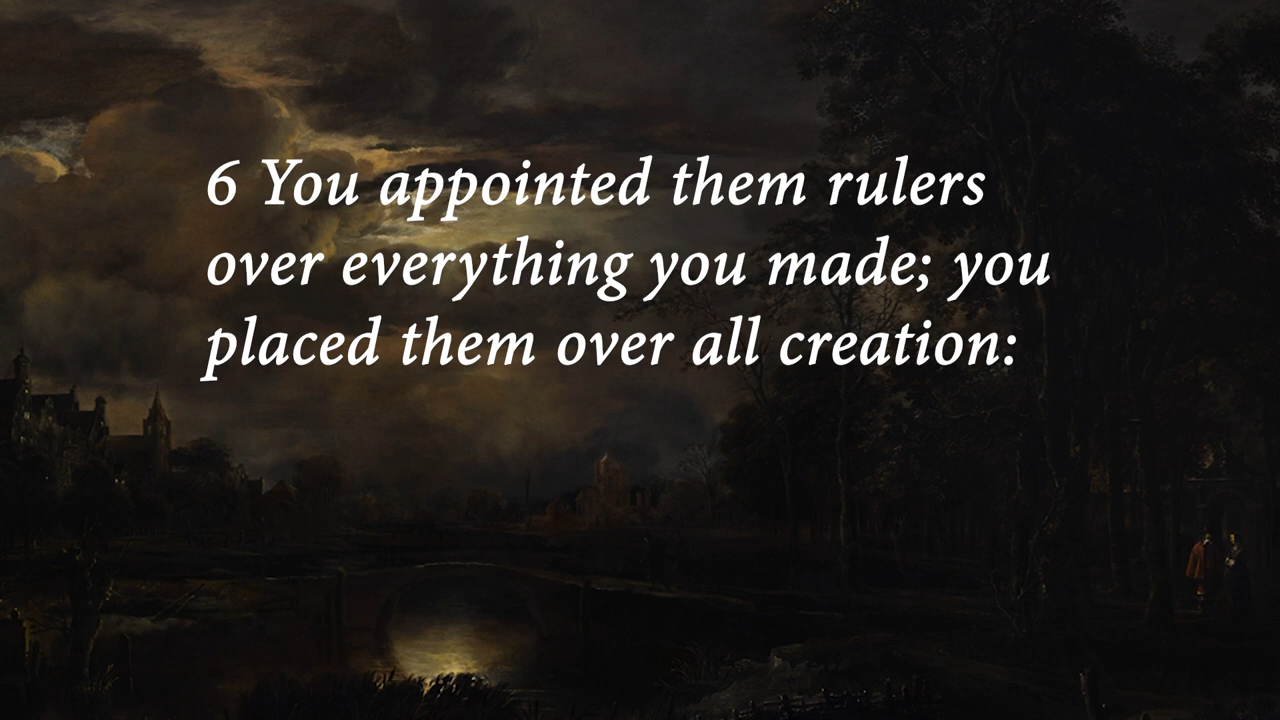 6 You appointed them rulers
over everything you made; you
placed them over all creation: